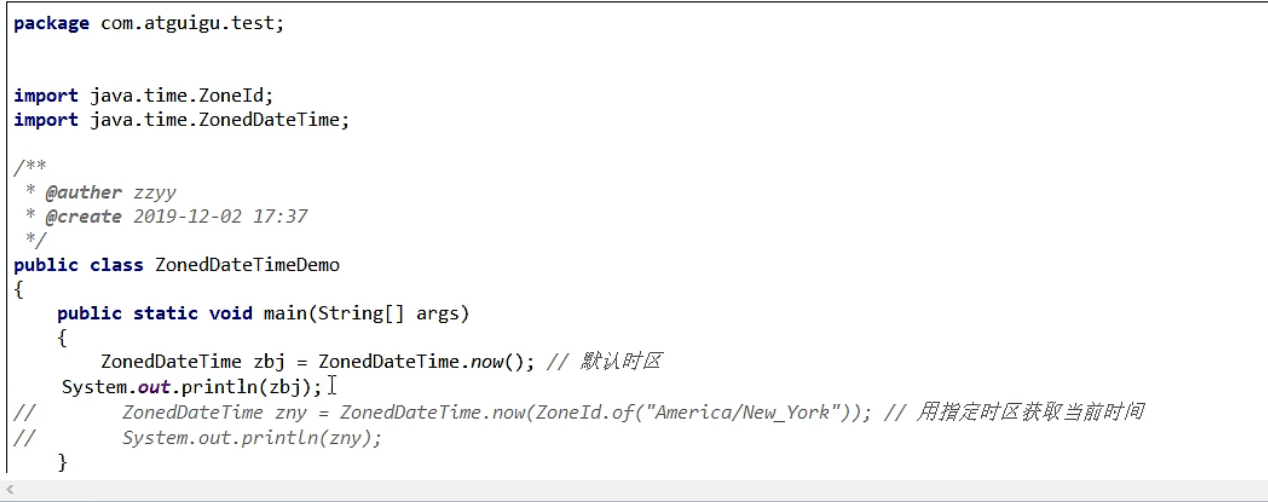 package com.atguigu.test;
import java.time.ZoneId;
import java.time.ZonedDateTime;
/**
 * @auther zzyy
 * @create 2019-12-02 17:37
 */
public class ZonedDateTimeDemo
{
    public static void main(String[] args)
    {
        ZonedDateTime zbj = ZonedDateTime.now(); // 默认时区
    System.out.println(zbj);
//        ZonedDateTime zny = ZonedDateTime.now(ZoneId.of("America/New_York")); // 用指定时区获取当前时间
//        System.out.println(zny);
    }